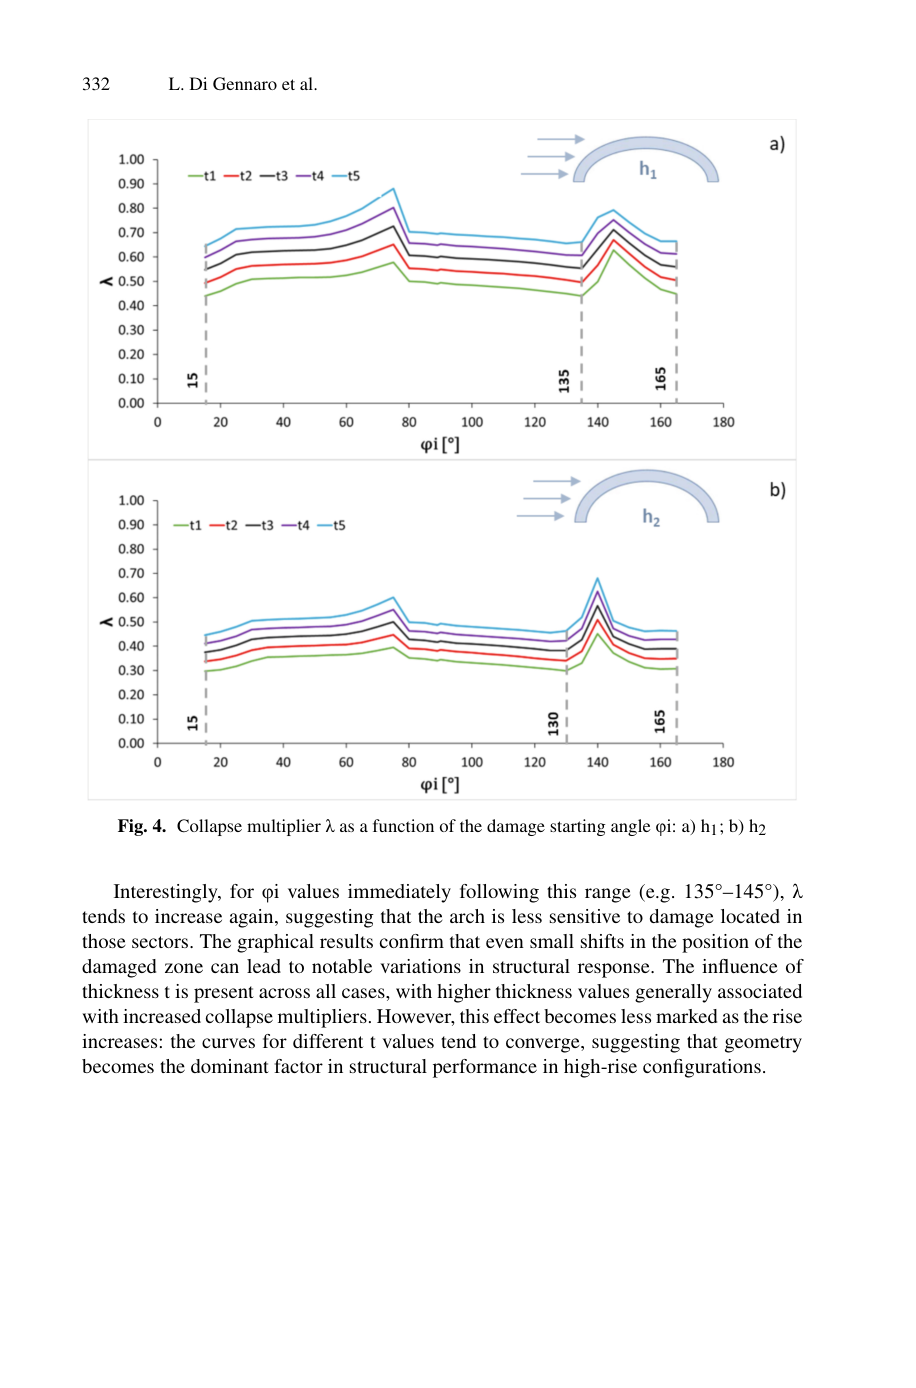 332 L. Di Gennaro et al.
a)
h1
1.00
t1 t2 t3 t4 t5
0.90
0.80
0.70
0.60
λ 0.50
0.40
0.30
0.20
0.10
0.00
15
135
165
0 20 40 60 80 100 120 140 160 180
φi [°]
b)
h2
1.00
0.90
t1 t2 t3 t4 t5
0.80
0.70
0.60
λ 0.50
0.40
0.30
0.20
0.10
0.00
15
130
165
0 20 40 60 80 100 120 140 160 180
φi [°]
Fig. 4. Collapse multiplier λ as a function of the damage starting angle φi: a) h1; b) h2
Interestingly, for φi values immediately following this range (e.g. 135°–145°), λ
tends to increase again, suggesting that the arch is less sensitive to damage located in
those sectors. The graphical results confirm that even small shifts in the position of the
damaged zone can lead to notable variations in structural response. The influence of
thickness t is present across all cases, with higher thickness values generally associated
with increased collapse multipliers. However, this effect becomes less marked as the rise
increases: the curves for different t values tend to converge, suggesting that geometry
becomes the dominant factor in structural performance in high-rise configurations.